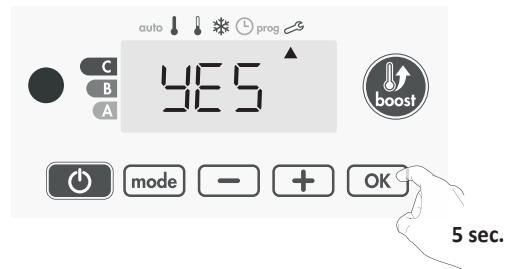 auto prog
C
B
A
YES
boost
mode − + OK
5 sec.